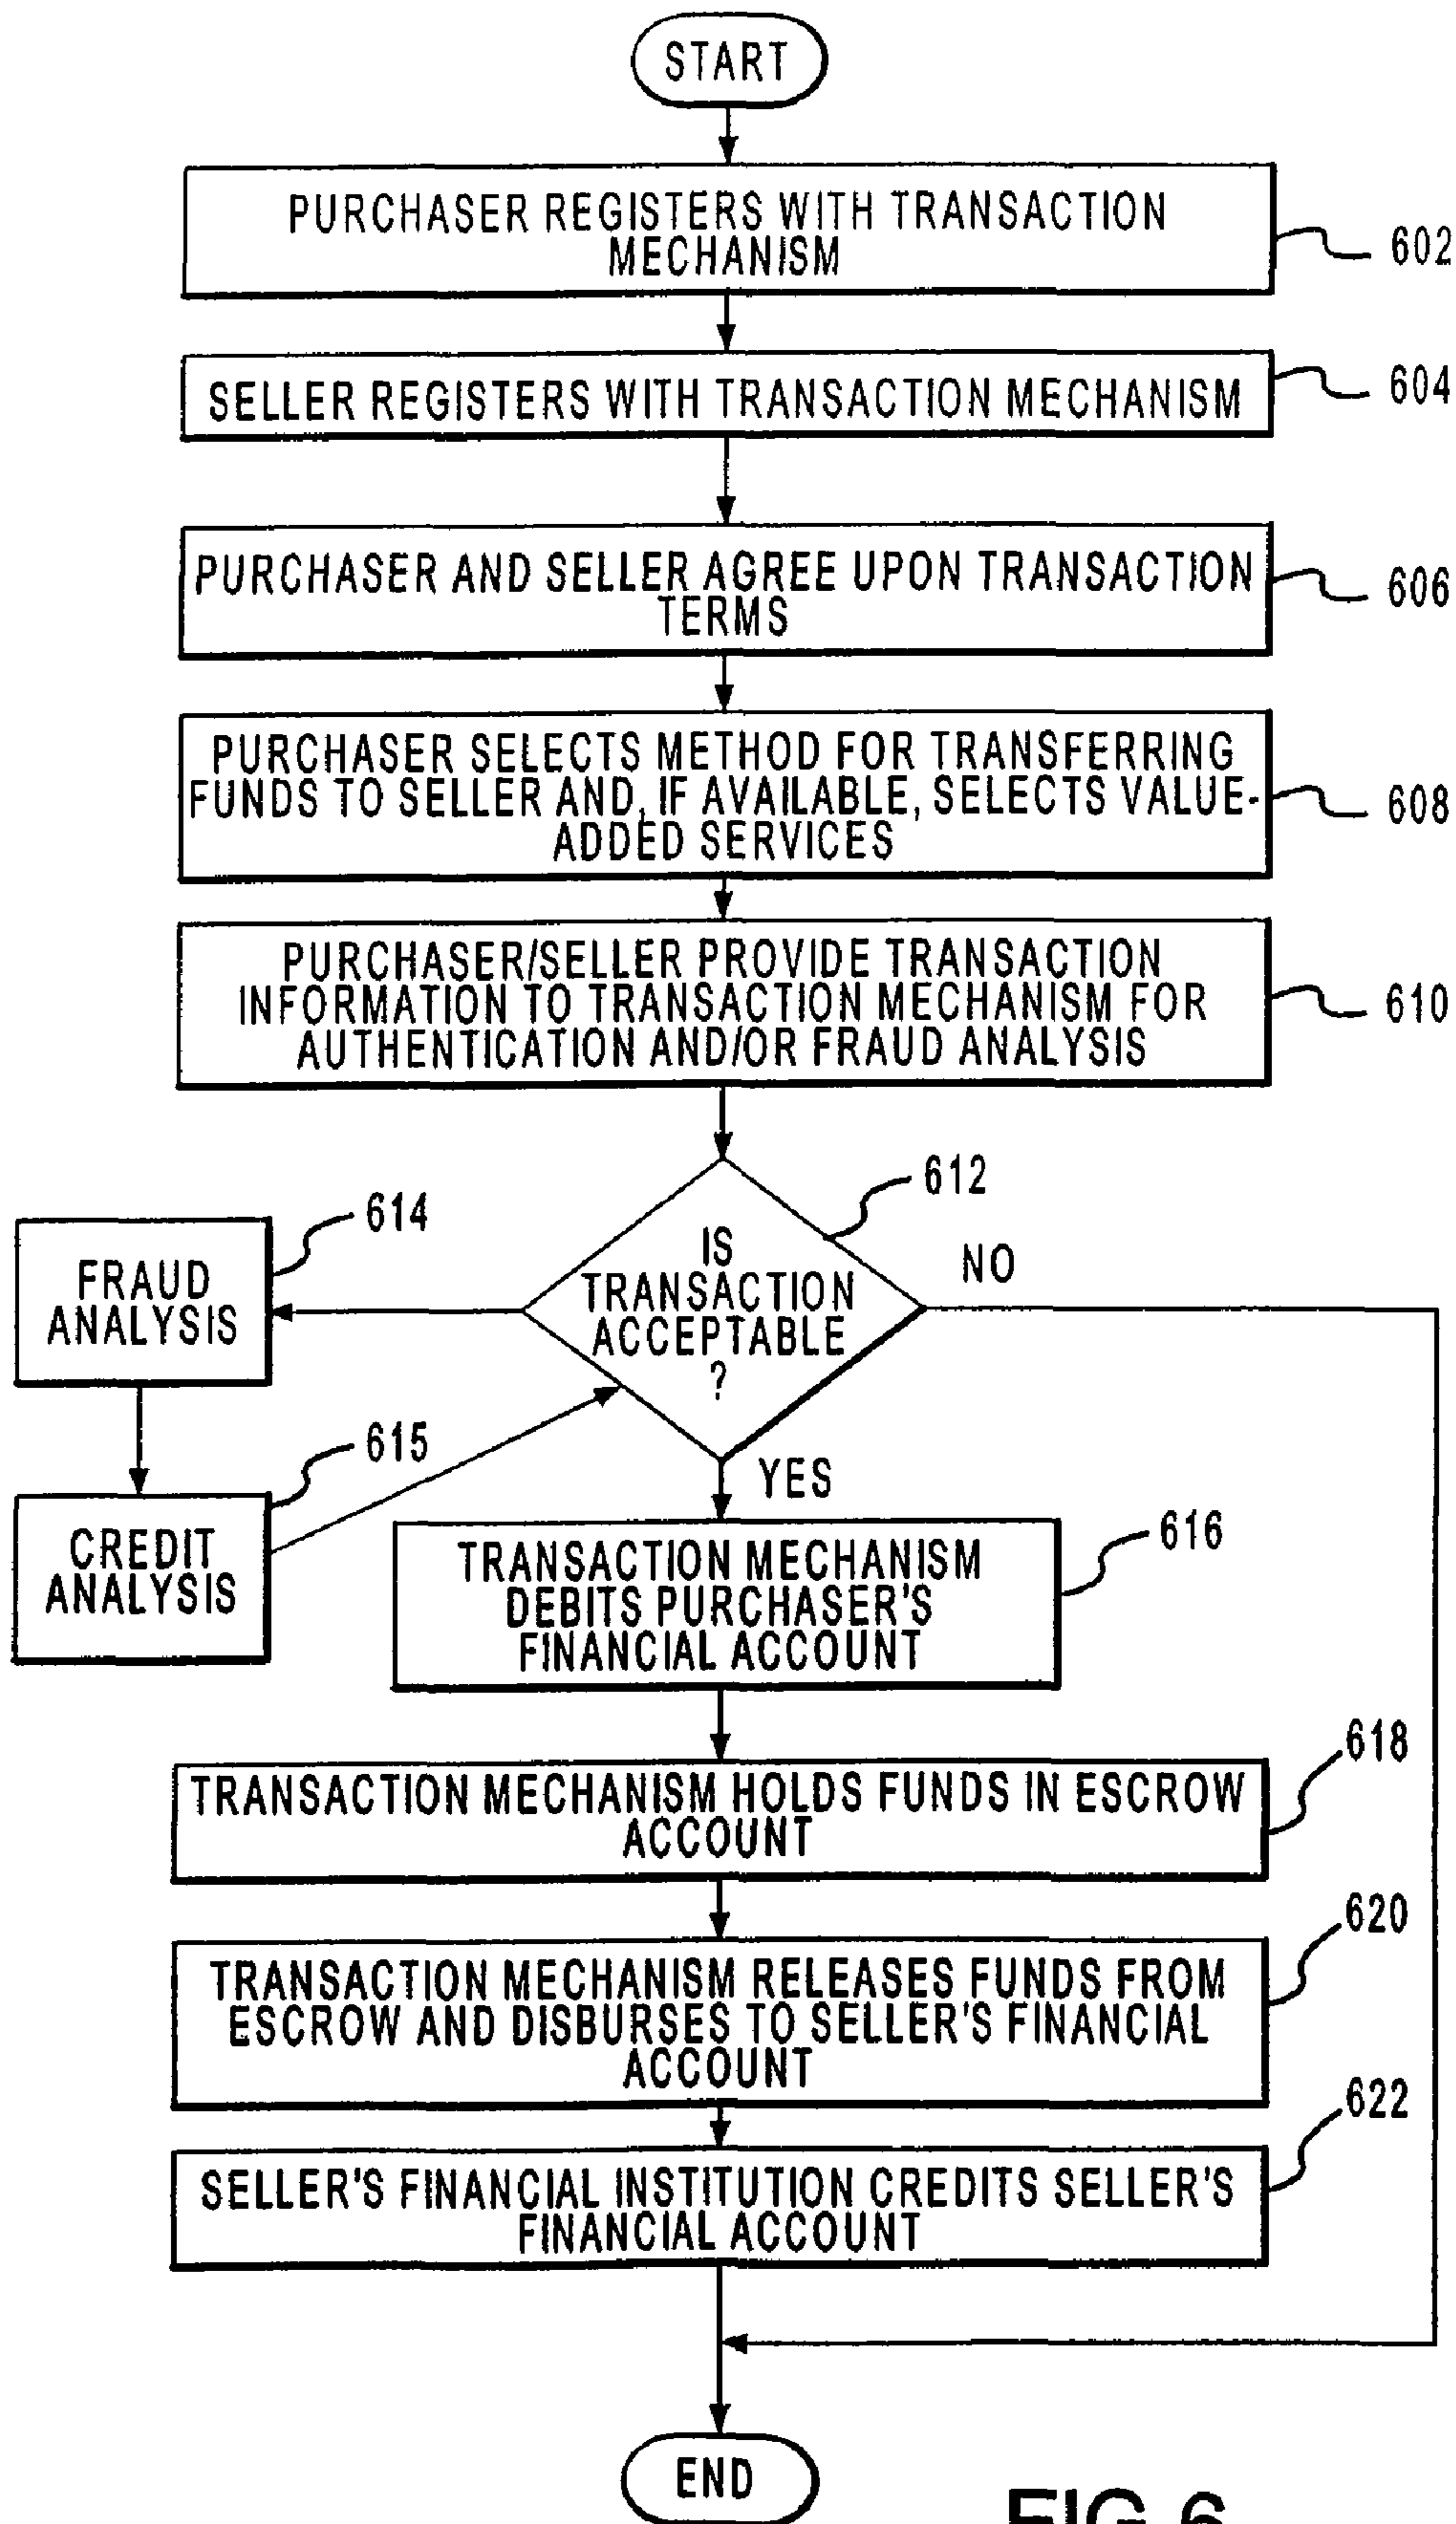 START
PURCHASER REGISTERS WITH TRANSACTION
MECHANISM
602
SELLER REGISTERS WITH TRANSACTION MECHANISM
604
PURCHASER AND SELLER AGREE UPON TRANSACTION
TERMS
606
PURCHASER SELECTS METHOD FOR TRANSFERRING
FUNDS TO SELLER AND, IF AVAILABLE, SELECTS VALUE-
ADDED SERVICES
608
PURCHASER/SELLER PROVIDE TRANSACTION
INFORMATION TO TRANSACTION MECHANISM FOR
AUTHENTICATION AND/OR FRAUD ANALYSIS
610
612
IS
TRANSACTION
ACCEPTABLE
?
NO
614
FRAUD
ANALYSIS
615
CREDIT
ANALYSIS
YES
616
TRANSACTION MECHANISM
DEBITS PURCHASER'S
FINANCIAL ACCOUNT
618
TRANSACTION MECHANISM HOLDS FUNDS IN ESCROW
ACCOUNT
620
TRANSACTION MECHANISM RELEASES FUNDS FROM
ESCROW AND DISBURSES TO SELLER'S FINANCIAL
ACCOUNT
622
SELLER'S FINANCIAL INSTITUTION CREDITS SELLER'S
FINANCIAL ACCOUNT
END
FIG.6